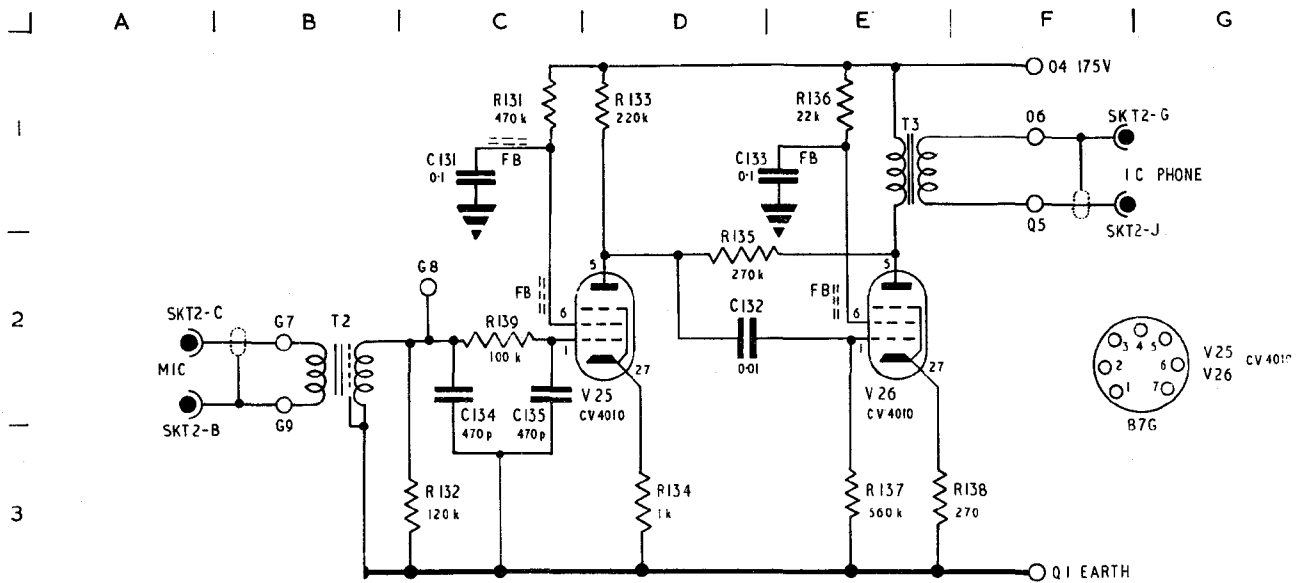 A B C D E F G
1
2
3
04 175V
R131
470k
R133
220k
R136
22k
T3
06
SKT2-G
C131
0·1
FB
C133
0·1
FB
IC PHONE
Q5
SKT2-J
R135
270k
G8
5
5
FB
6
1
27
C132
0·01
FB
6
1
27
SKT2-C
G7
T2
R139
100k
MIC
SKT2-B
G9
C134
470p
C135
470p
V25
CV4010
V26
CV4010
3 4 5
2 6
1 7
B7G
V25
V26
CV 4010
R132
120k
R134
1k
R137
560k
R138
270
Q1 EARTH